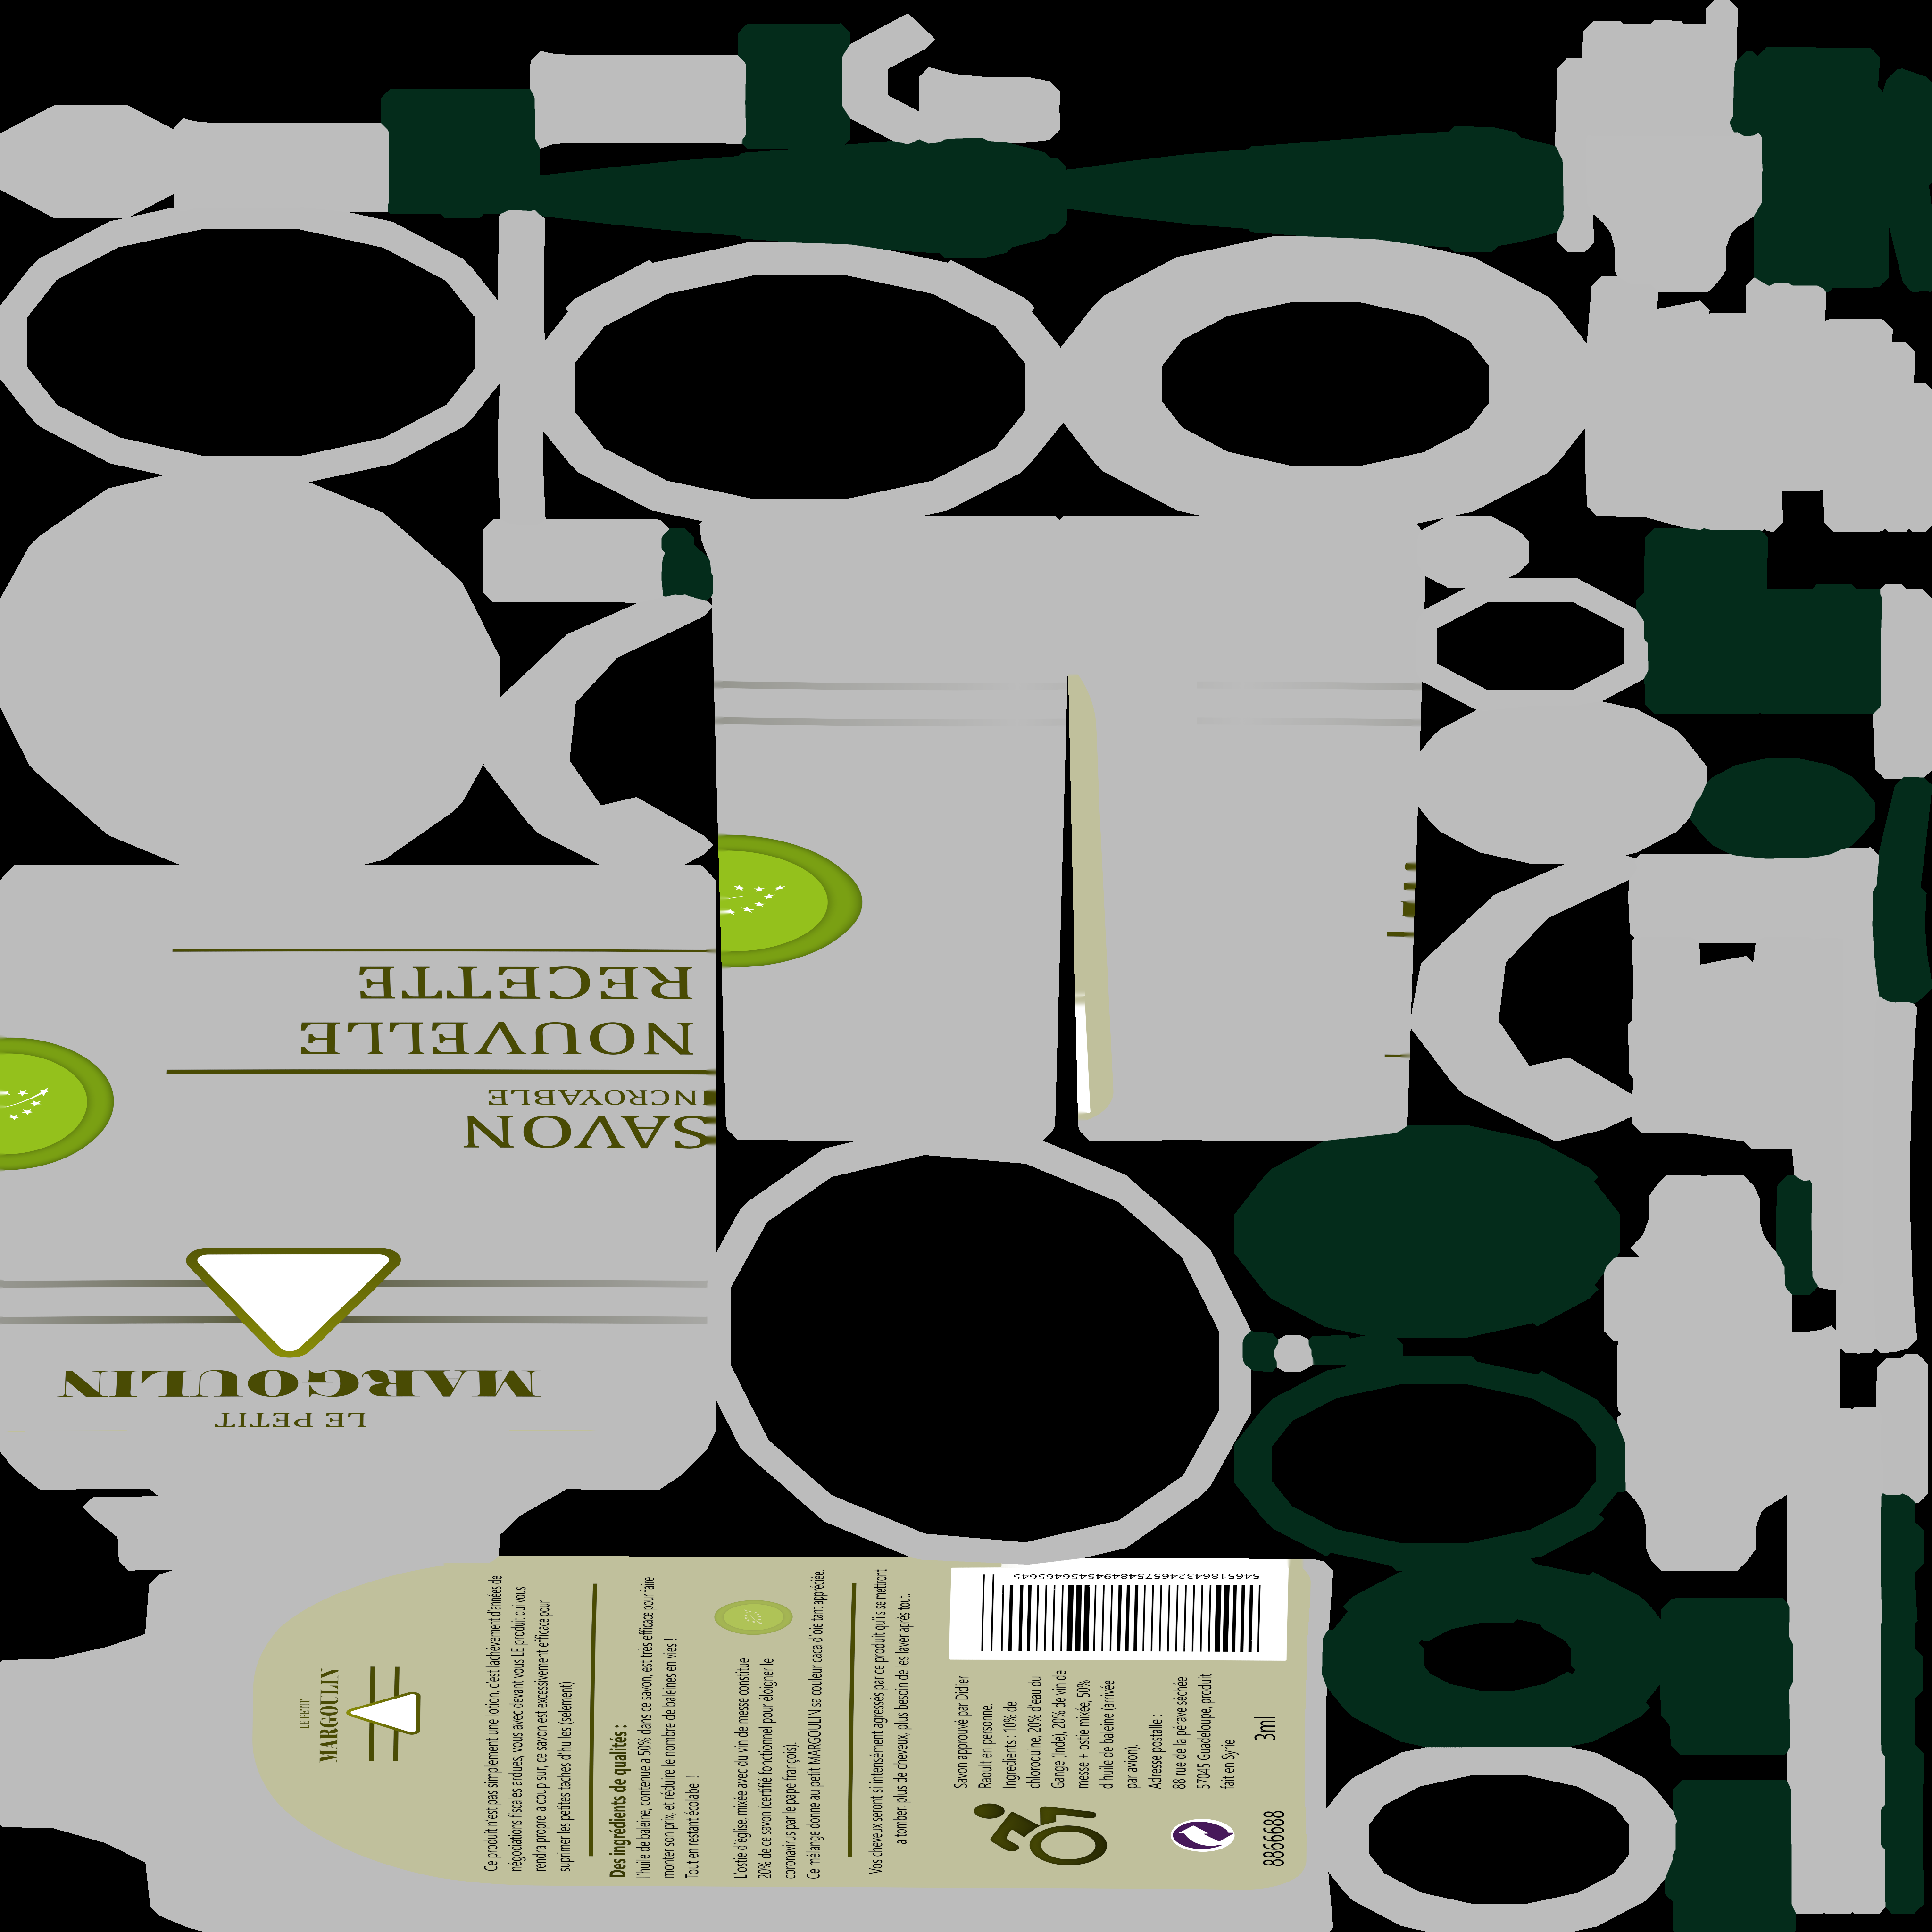 RECETTE
NOUVELLE
INCROYABLE
SAVON
MARGOULIN
LE PETIT
LE PETIT
MARGOULIN
Ce produit n'est pas simplement une lotion, c'est lachèvement d'années de
négociations fiscales ardues, vous avec devant vous LE produit qui vous
rendra propre, a coup sur, ce savon est excessivement efficace pour
suprimer les petites taches d'huiles (selement)
Des ingrédients de qualités :
l'huile de baleine, contenue a 50% dans ce savon, est très efficace pour faire
monter son prix, et réduire le nombre de baleines en vies !
Tout en restant écolabel !
L'ostie d'église, mixée avec du vin de messe constitue
20% de ce savon (certifié fonctionnel pour éloigner le
coronavirus par le pape françois).
Ce mélange donne au petit MARGOULIN sa couleur caca d'oie tant appréciée.
Vos cheveux seront si intensément agressés par ce produit qu'ils se mettront
a tomber, plus de cheveux, plus besoin de les laver après tout.
Savon approuvé par Didier
Raoult en personne.
Ingrédients : 10% de
chloroquine, 20% d'eau du
Gange (Inde), 20% de vin de
messe + ostie mixée, 50%
d'huile de baleine (arrivée
par avion).
Adresse postalle :
88 rue de la pérave séchée
57045 Guadeloupe, produit
fait en Syrie
3ml
8866688